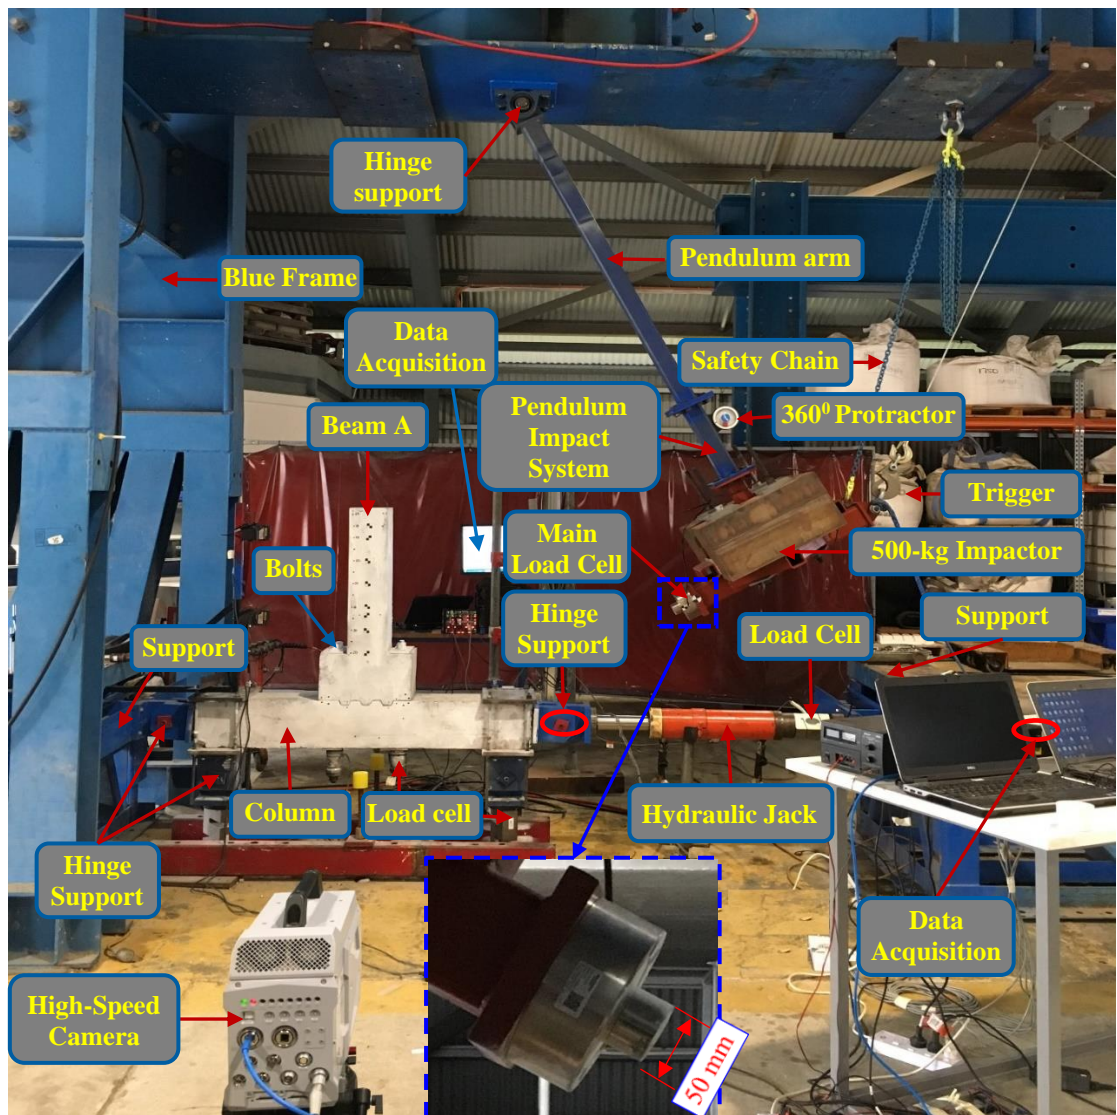 Hinge
support
Blue Frame
Pendulum arm
Data
Acquisition
Safety Chain
Beam A
Pendulum
Impact
System
360⁰ Protractor
Trigger
Main
Load Cell
500-kg Impactor
Bolts
Hinge
Support
Support
Load Cell
Support
Column
Load cell
Hydraulic Jack
Hinge
Support
Data
Acquisition
High-Speed
Camera
50 mm